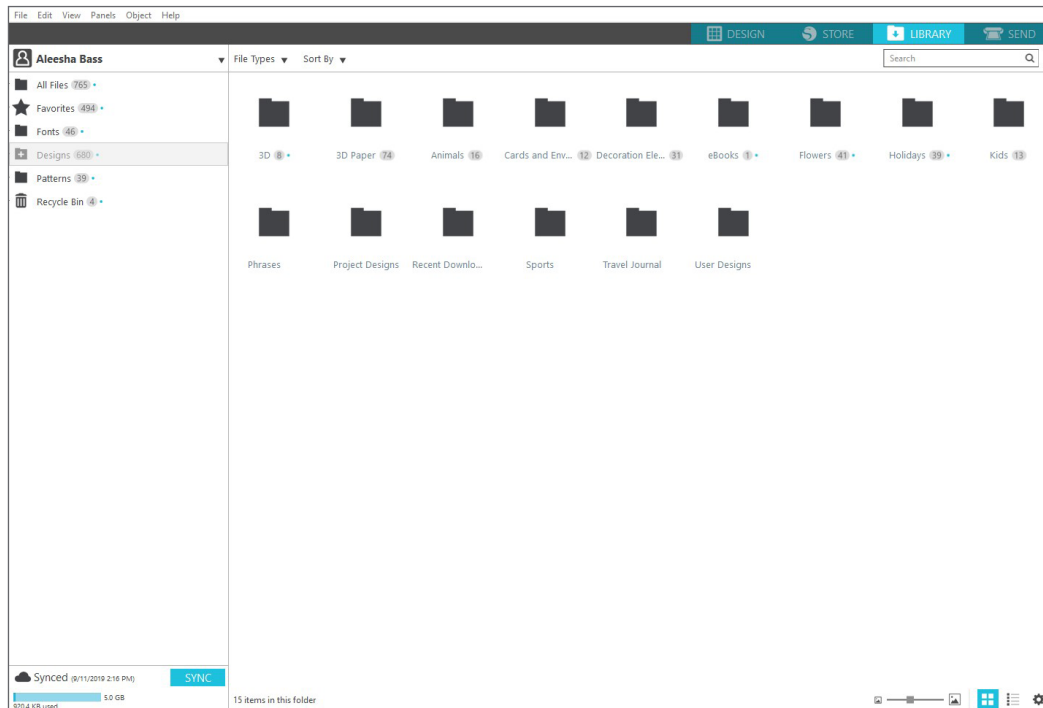 File Edit View Panels Object Help
DESIGN STORE LIBRARY SEND
Aleesha Bass
File Types Sort By Search
All Files 765
Favorites 494
Fonts 46
Designs 680
Patterns 39
Recycle Bin 4
3D 8 3D Paper 74 Animals 16 Cards and Env... 12 Decoration Ele... 31 eBooks 1 Flowers 41 Holidays 39 Kids 13
Phrases Project Designs Recent Downlo... Sports Travel Journal User Designs
Synced (9/11/2019 2:16 PM) SYNC
5.0 GB
920.4 KB used
15 items in this folder